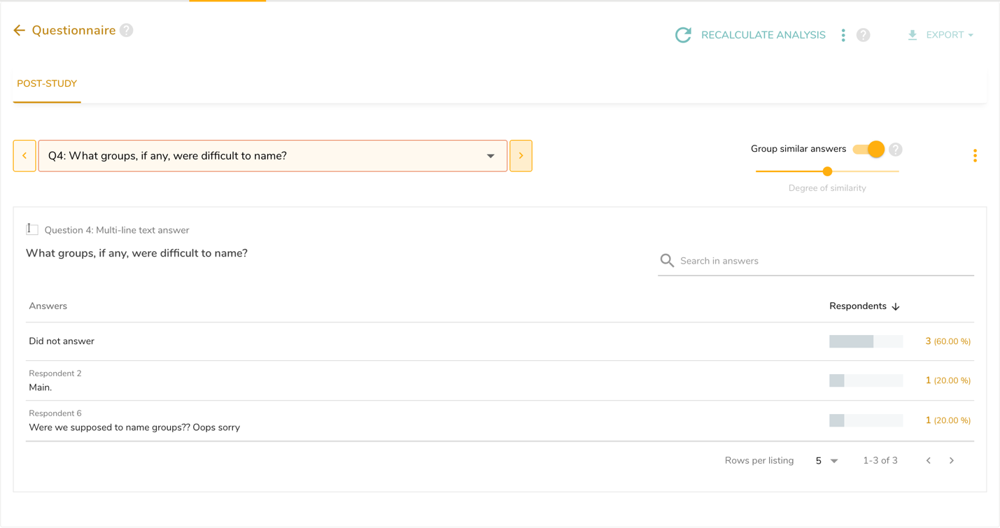 Questionnaire ?
RECALCULATE ANALYSIS ? EXPORT
POST-STUDY
Q4: What groups, if any, were difficult to name?
Group similar answers ?
Degree of similarity
Question 4: Multi-line text answer
What groups, if any, were difficult to name?
Search in answers
Answers Respondents
Did not answer 3 (60.00 %)
Respondent 2
Main. 1 (20.00 %)
Respondent 6
Were we supposed to name groups?? Oops sorry 1 (20.00 %)
Rows per listing 5 1-3 of 3